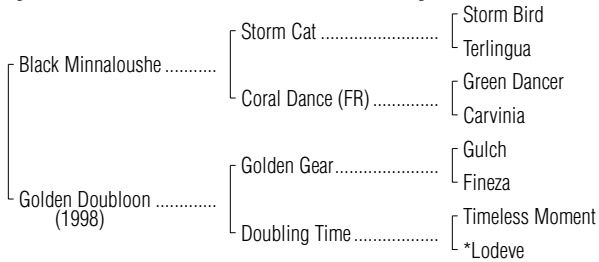 Storm Bird
Storm Cat ......................
Terlingua
Black Minnaloushe ...........
Green Dancer
Coral Dance (FR) ..............
Carvinia
Gulch
Golden Gear ....................
Fineza
Golden Doubloon .............
(1998)
Timeless Moment
Doubling Time .................
*Lodeve